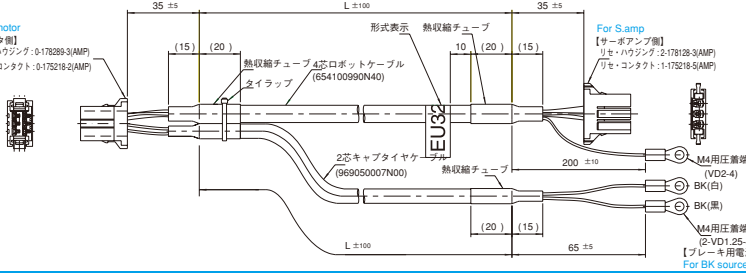 35 ±5
L ±100
35 ±5
motor
タ側】
ハウジング : 0-178289-3(AMP)
コンタクト : 0-175218-2(AMP)
(15)
(20)
形式表示
熱収縮チューブ
10
(20)
(15)
For S.amp
【サーボアンプ側】
リセ・ハウジング : 2-178128-3(AMP)
リセ・コンタクト : 1-175218-5(AMP)
熱収縮チューブ
4芯ロボットケーブル
(654100990N40)
タイラップ
EU32
2芯キャブタイヤケーブル
(969050007N00)
熱収縮チューブ
200 ±10
M4用圧着端
(VD2-4)
BK(白)
BK(黒)
M4用圧着端
(2-VD1.25-
(20)
(15)
L ±100
65 ±5
【ブレーキ用電
For BK source